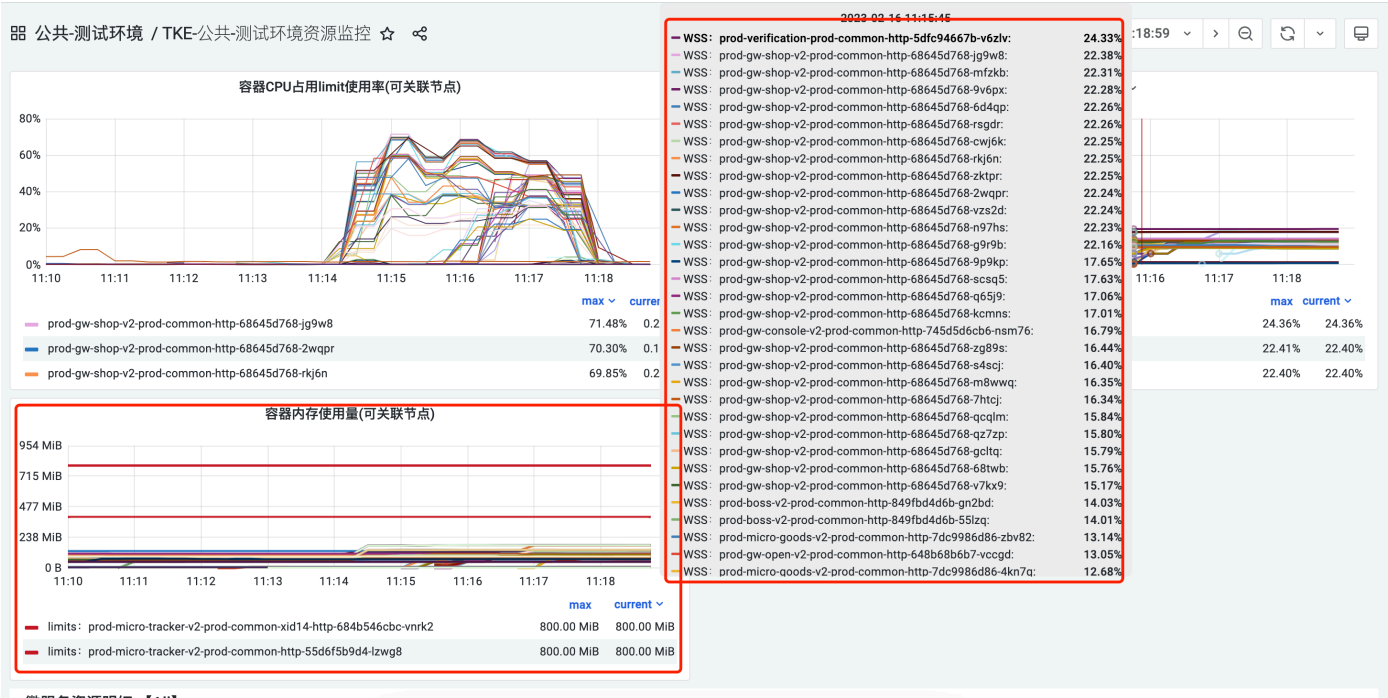 公共-测试环境 / TKE-公共-测试环境资源监控
2023-02-16 11:15:45
:18:59
容器CPU占用limit使用率(可关联节点)
80%
60%
40%
20%
0%
11:10 11:11 11:12 11:13 11:14 11:15 11:16 11:17 11:18
max curren
prod-gw-shop-v2-prod-common-http-68645d768-jg9w8 71.48% 0.2
prod-gw-shop-v2-prod-common-http-68645d768-2wqpr 70.30% 0.1
prod-gw-shop-v2-prod-common-http-68645d768-rkj6n 69.85% 0.2
WSS: prod-verification-prod-common-http-5dfc94667b-v6zlv: 24.33%
WSS: prod-gw-shop-v2-prod-common-http-68645d768-jg9w8: 22.38%
WSS: prod-gw-shop-v2-prod-common-http-68645d768-mfzkb: 22.31%
WSS: prod-gw-shop-v2-prod-common-http-68645d768-9v6px: 22.28%
WSS: prod-gw-shop-v2-prod-common-http-68645d768-6d4qp: 22.26%
WSS: prod-gw-shop-v2-prod-common-http-68645d768-rsgdr: 22.26%
WSS: prod-gw-shop-v2-prod-common-http-68645d768-cwj6k: 22.25%
WSS: prod-gw-shop-v2-prod-common-http-68645d768-rkj6n: 22.25%
WSS: prod-gw-shop-v2-prod-common-http-68645d768-zktpr: 22.25%
WSS: prod-gw-shop-v2-prod-common-http-68645d768-2wqpr: 22.24%
WSS: prod-gw-shop-v2-prod-common-http-68645d768-vzs2d: 22.24%
WSS: prod-gw-shop-v2-prod-common-http-68645d768-n97hs: 22.23%
WSS: prod-gw-shop-v2-prod-common-http-68645d768-g9r9b: 22.16%
WSS: prod-gw-shop-v2-prod-common-http-68645d768-9p9kp: 17.65%
WSS: prod-gw-shop-v2-prod-common-http-68645d768-scsq5: 17.63%
WSS: prod-gw-shop-v2-prod-common-http-68645d768-q65j9: 17.06%
WSS: prod-gw-shop-v2-prod-common-http-68645d768-kcmns: 17.01%
WSS: prod-gw-console-v2-prod-common-http-745d5d6cb6-nsm76: 16.79%
WSS: prod-gw-shop-v2-prod-common-http-68645d768-zg89s: 16.44%
WSS: prod-gw-shop-v2-prod-common-http-68645d768-s4scj: 16.40%
WSS: prod-gw-shop-v2-prod-common-http-68645d768-m8wwq: 16.35%
WSS: prod-gw-shop-v2-prod-common-http-68645d768-7htcj: 16.34%
WSS: prod-gw-shop-v2-prod-common-http-68645d768-qcqlm: 15.84%
WSS: prod-gw-shop-v2-prod-common-http-68645d768-qz7zp: 15.80%
WSS: prod-gw-shop-v2-prod-common-http-68645d768-gcltq: 15.79%
WSS: prod-gw-shop-v2-prod-common-http-68645d768-68twb: 15.76%
WSS: prod-gw-shop-v2-prod-common-http-68645d768-v7kx9: 15.17%
WSS: prod-boss-v2-prod-common-http-849fbd4d6b-gn2bd: 14.03%
WSS: prod-boss-v2-prod-common-http-849fbd4d6b-55lzq: 14.01%
WSS: prod-micro-goods-v2-prod-common-http-7dc9986d86-zbv82: 13.14%
WSS: prod-gw-open-v2-prod-common-http-648b68b6b7-vccgd: 13.05%
WSS: prod-micro-goods-v2-prod-common-http-7dc9986d86-4kn7q: 12.68%
11:16 11:17 11:18
max current
24.36% 24.36%
22.41% 22.40%
22.40% 22.40%
容器内存使用量(可关联节点)
954 MiB
715 MiB
477 MiB
238 MiB
0 B
11:10 11:11 11:12 11:13 11:14 11:15 11:16 11:17 11:18
max current
limits: prod-micro-tracker-v2-prod-common-xid14-http-684b546cbc-vnrk2 800.00 MiB 800.00 MiB
limits: prod-micro-tracker-v2-prod-common-http-55d6f5b9d4-lzwg8 800.00 MiB 800.00 MiB